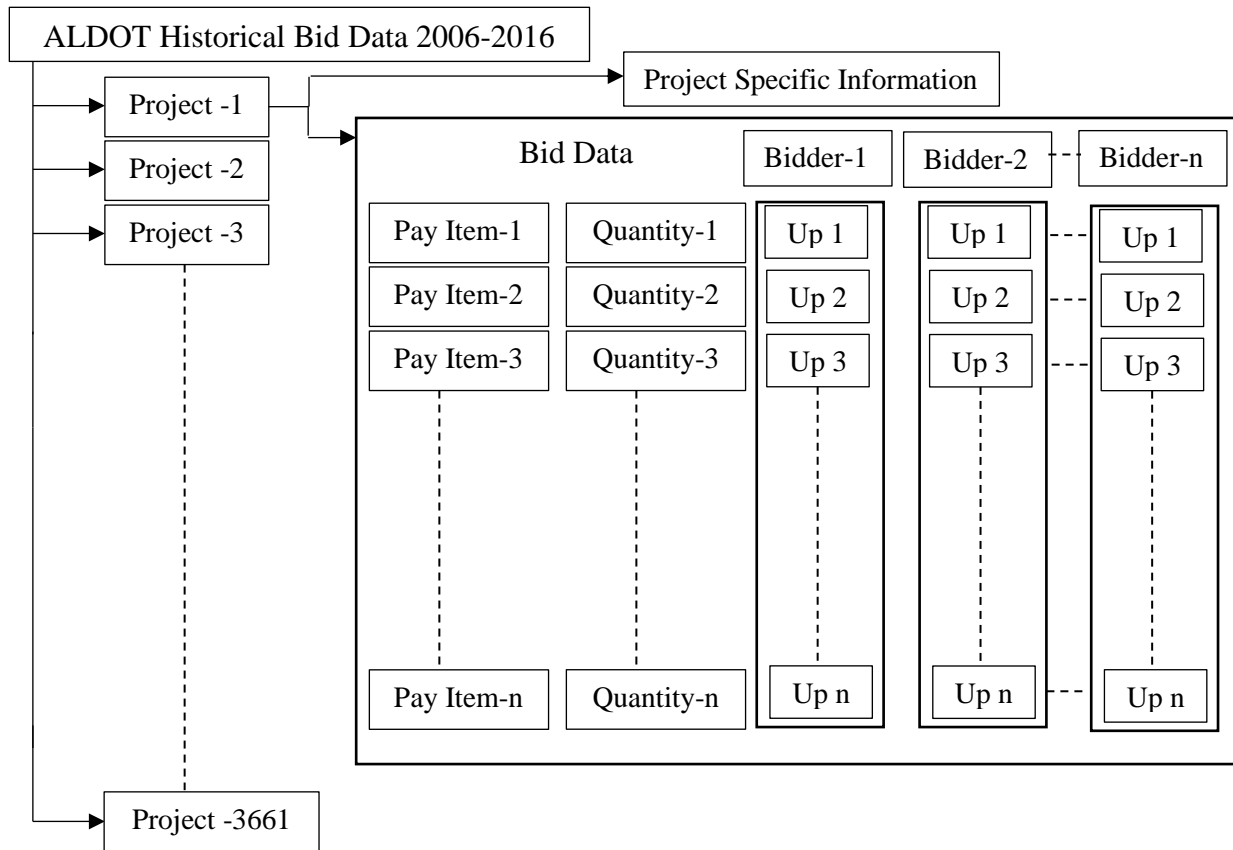 ALDOT Historical Bid Data 2006-2016
Project -1
Project Specific Information
Project -2
Project -3
Project -3661
Bid Data
Bidder-1
Bidder-2
Bidder-n
Pay Item-1
Quantity-1
Up 1
Up 1
Up 1
Pay Item-2
Quantity-2
Up 2
Up 2
Up 2
Pay Item-3
Quantity-3
Up 3
Up 3
Up 3
Pay Item-n
Quantity-n
Up n
Up n
Up n